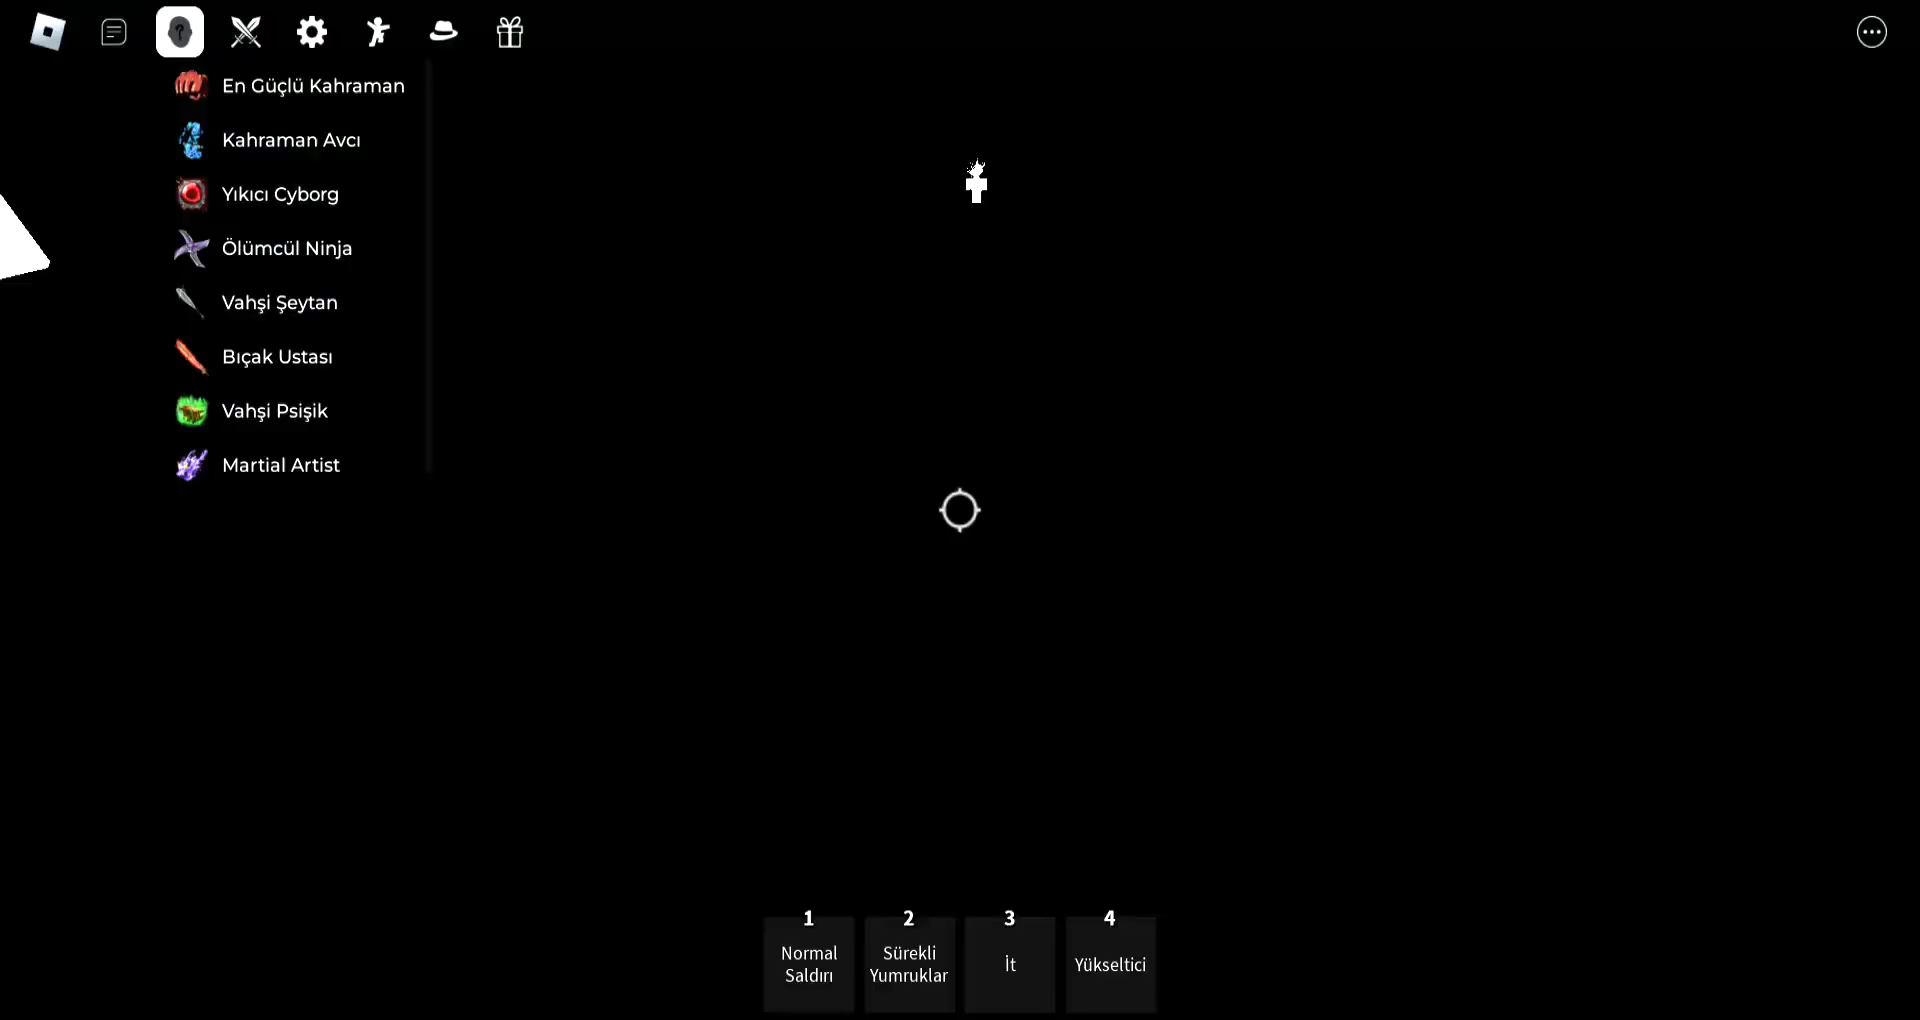 En Güçlü Kahraman
Kahraman Avcı
Yıkıcı Cyborg
Ölümcül Ninja
Vahşi Şeytan
Bıçak Ustası
Vahşi Psişik
Martial Artist
1
Normal
Saldırı
2
Sürekli
Yumruklar
3
İt
4
Yükseltici